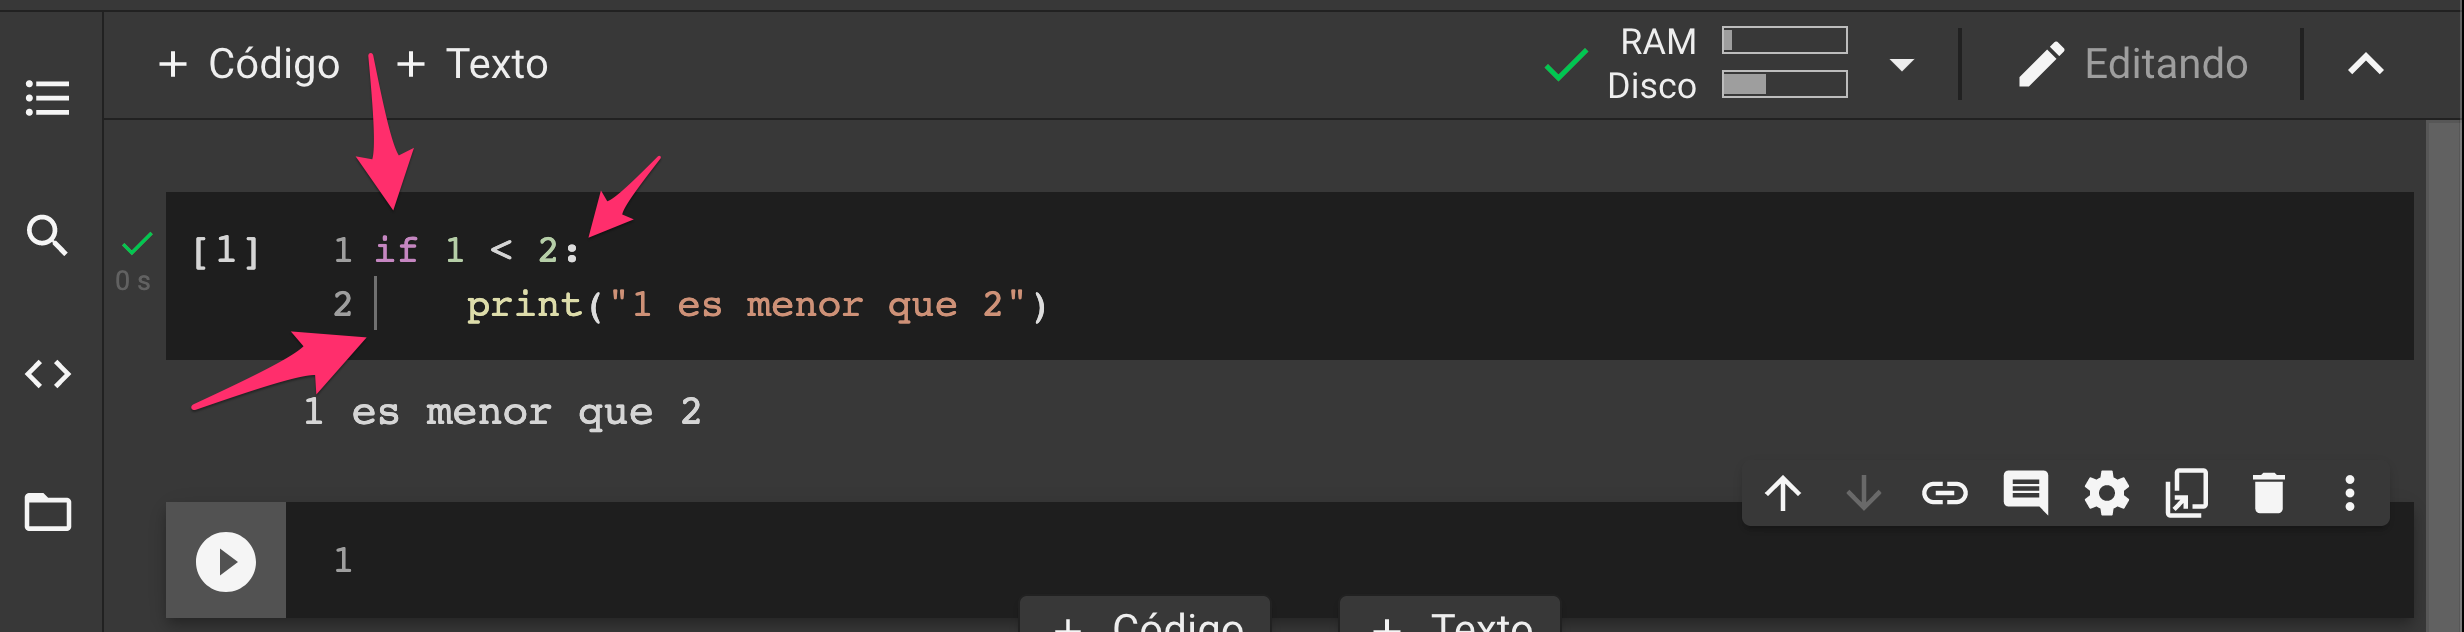 + Código + Texto
RAM
Disco
Editando
[1] 1 if 1 < 2:
0 s
2 print("1 es menor que 2")
1 es menor que 2
1
+ Código + Texto